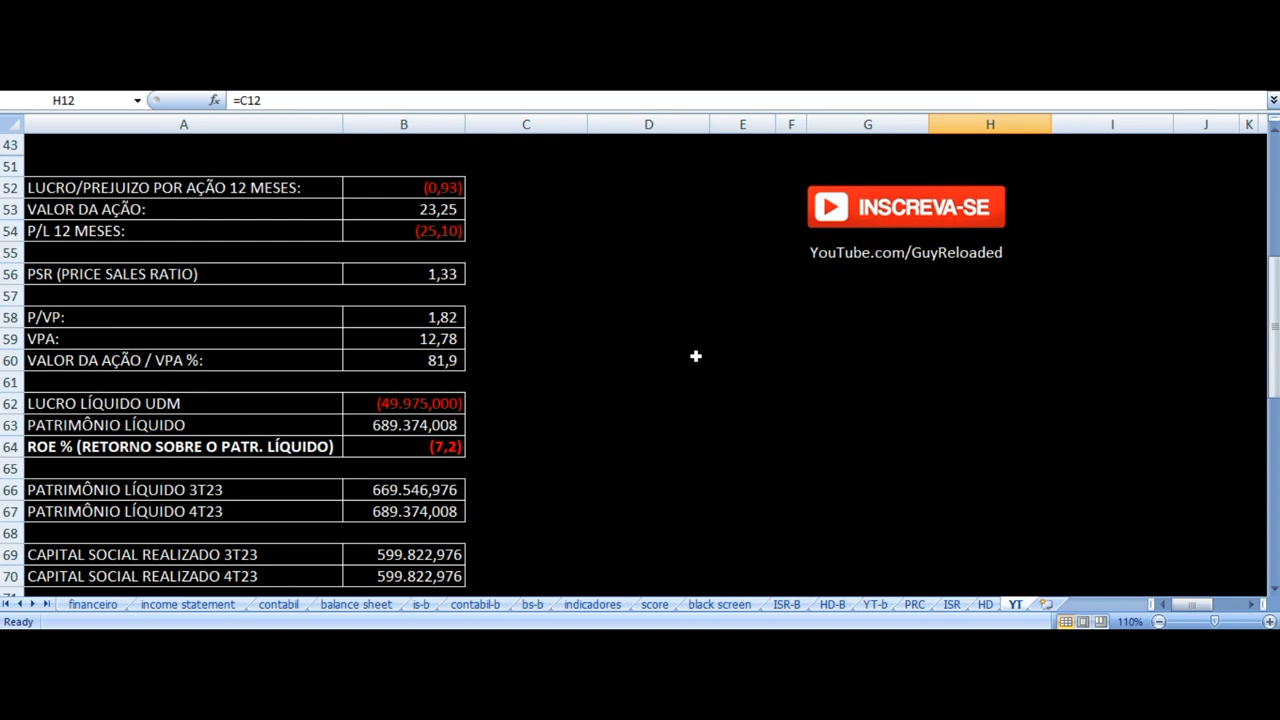 H12 fx =C12
A B C D E F G H I J K
43
51
52 LUCRO/PREJUIZO POR AÇÃO 12 MESES: (0,93)
53 VALOR DA AÇÃO: 23,25
54 P/L 12 MESES: (25,10)
55
56 PSR (PRICE SALES RATIO) 1,33
57
58 P/VP: 1,82
59 VPA: 12,78
60 VALOR DA AÇÃO / VPA %: 81,9
61
62 LUCRO LÍQUIDO UDM (49.975,000)
63 PATRIMÔNIO LÍQUIDO 689.374,008
64 ROE % (RETORNO SOBRE O PATR. LÍQUIDO) (7,2)
65
66 PATRIMÔNIO LÍQUIDO 3T23 669.546,976
67 PATRIMÔNIO LÍQUIDO 4T23 689.374,008
68
69 CAPITAL SOCIAL REALIZADO 3T23 599.822,976
70 CAPITAL SOCIAL REALIZADO 4T23 599.822,976
INSCREVA-SE
YouTube.com/GuyReloaded
financeiro income statement contabil balance sheet is-b contabil-b bs-b indicadores score black screen ISR-B HD-B YT-b PRC ISR HD YT
Ready 110%